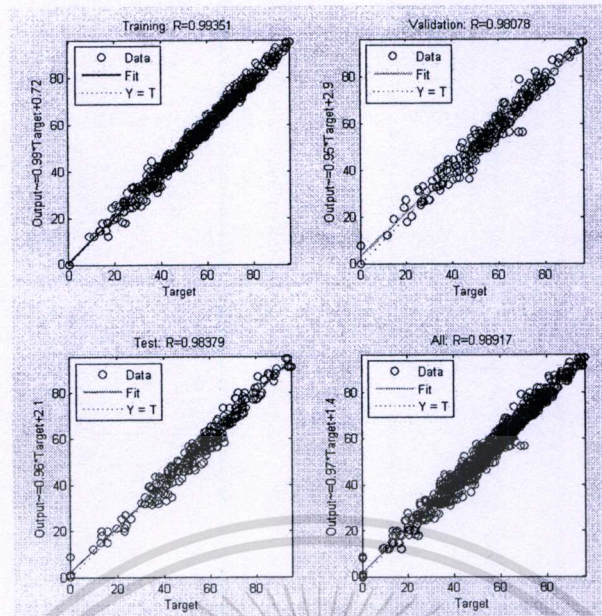 Training: R=0.99351
Data
Fit
Y = T
Output~=0.99*Target+0.72
80
60
40
20
0
0
20
40
60
80
Target
Validation: R=0.98078
Data
Fit
Y = T
Output~=0.95*Target+2.9
80
60
40
20
0
0
20
40
60
80
Target
Test: R=0.98379
Data
Fit
Y = T
Output~=0.96*Target+2.1
80
60
40
20
0
0
20
40
60
80
Target
All: R=0.98917
Data
Fit
Y = T
Output~=0.97*Target+1.4
80
60
40
20
0
0
20
40
60
80
Target